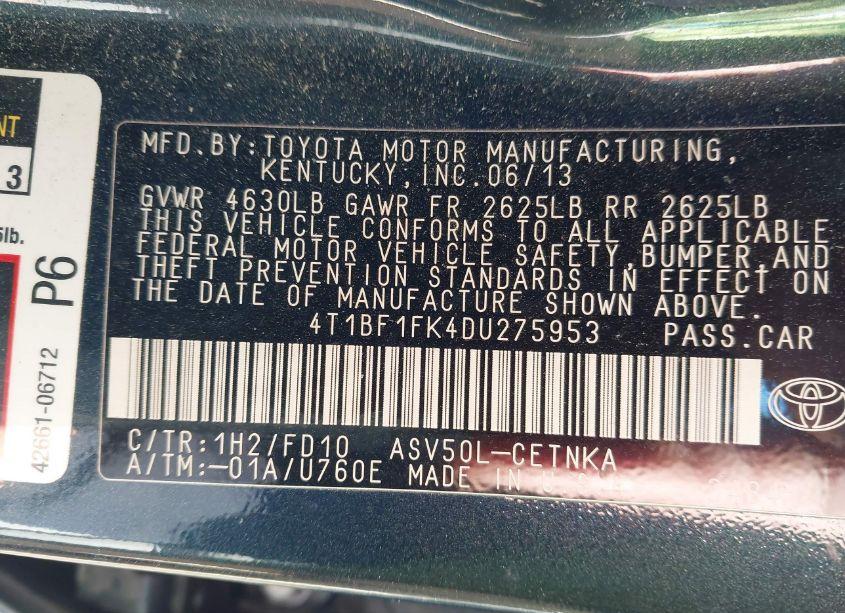 NT
3
5lb.
P6
42661-06712
MFD.BY:TOYOTA MOTOR MANUFACTURING,
KENTUCKY,INC.06/13
GVWR 4630LB GAWR FR 2625LB RR 2625LB
THIS VEHICLE CONFORMS TO ALL APPLICABLE
FEDERAL MOTOR VEHICLE SAFETY,BUMPER,AND
THEFT PREVENTION STANDARDS IN EFFECT ON
THE DATE OF MANUFACTURE SHOWN ABOVE.
4T1BF1FK4DU275953 PASS.CAR
C/TR:1H2/FD10 ASV50L-CETNKA
A/TM:-01A/U760E MADE IN